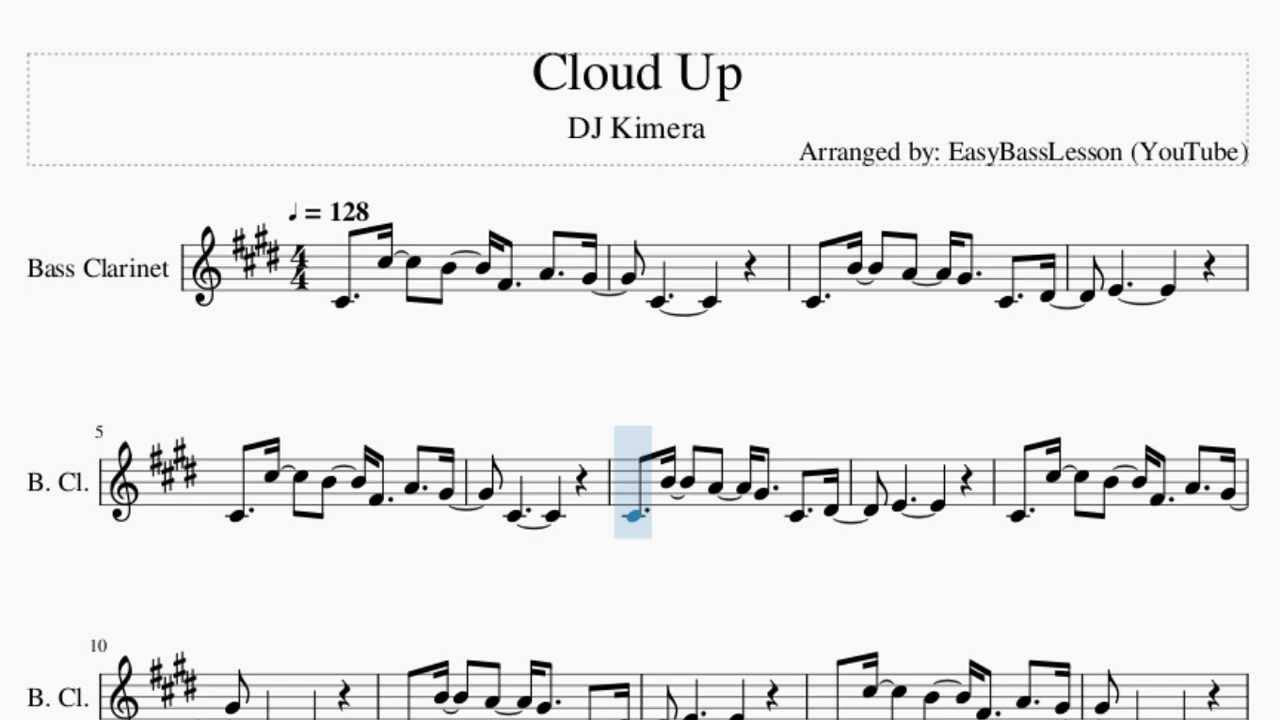 Cloud Up
DJ Kimera
Arranged by: EasyBassLesson (YouTube)
♩ = 128
Bass Clarinet
4
4
5
B. Cl.
10
B. Cl.